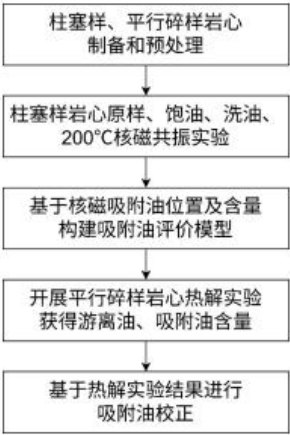 柱塞样、平行碎样岩心
制备和预处理
柱塞样岩心原样、饱油、洗油、
200℃核磁共振实验
基于核磁吸附油位置及含量
构建吸附油评价模型
开展平行碎样岩心热解实验
获得游离油、吸附油含量
基于热解实验结果进行
吸附油校正